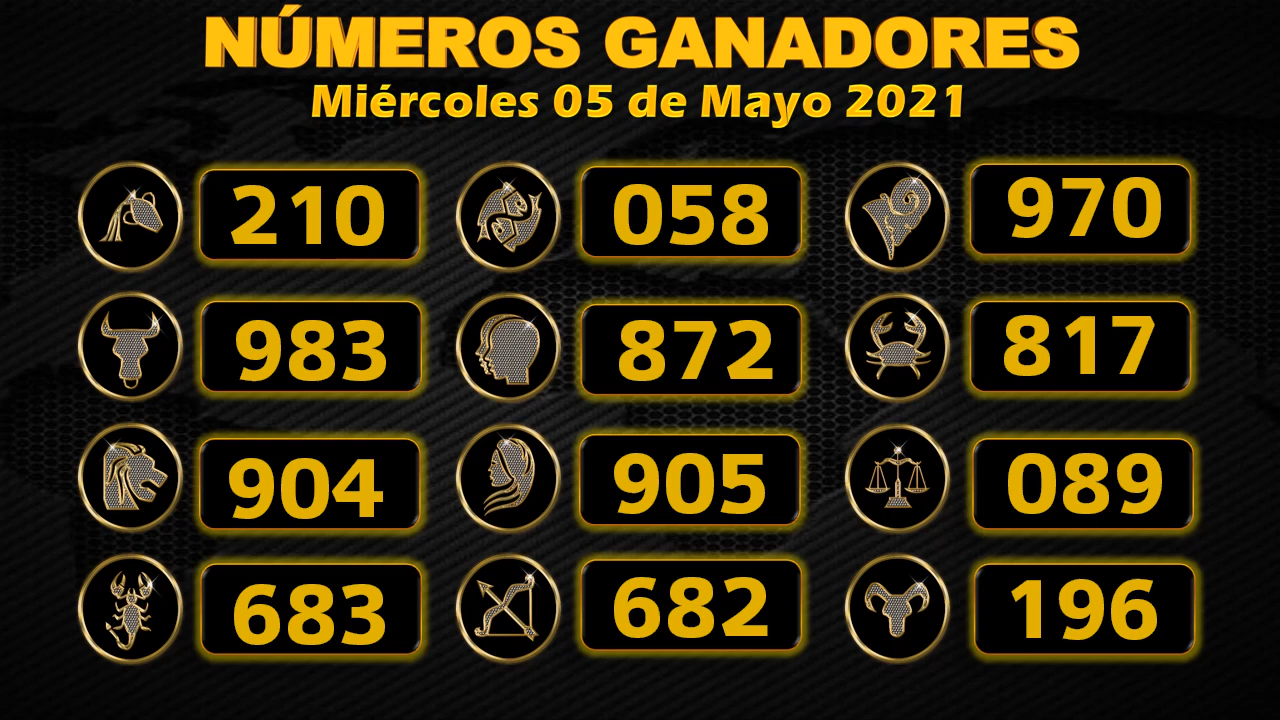 NÚMEROS GANADORES
Miércoles 05 de Mayo 2021
210 058 970
983 872 817
904 905 089
683 682 196